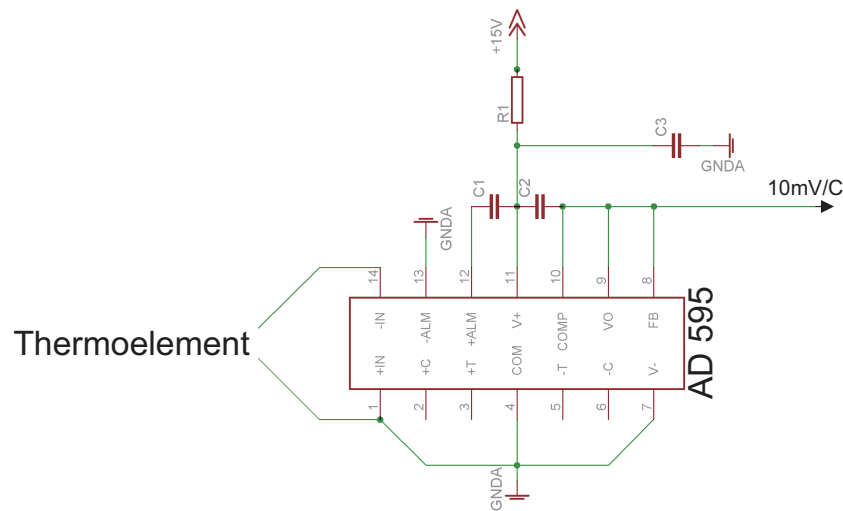 +15V
R1
C3
GNDA
10mV/C
C1
C2
GNDA
14
13
12
11
10
9
8
-IN
-ALM
+ALM
V+
COMP
VO
FB
Thermoelement
AD 595
+IN
+C
+T
COM
-T
-C
V-
1
2
3
4
5
6
7
GNDA